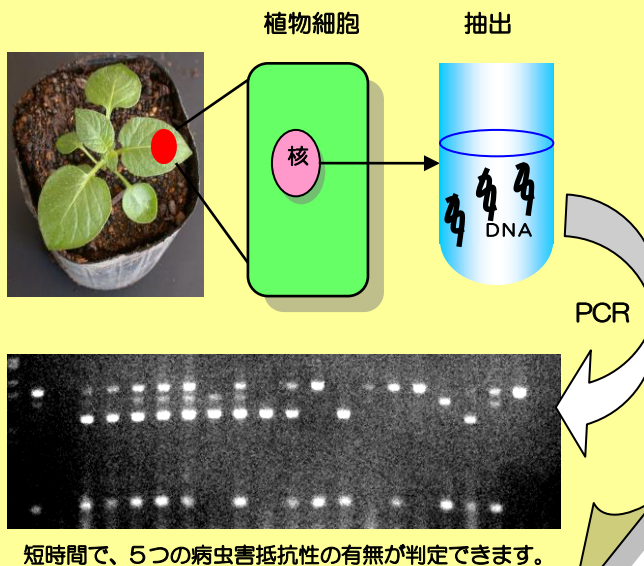 植物細胞
抽出
核
DNA
PCR
短時間で、５つの病虫害抵抗性の有無が判定できます。